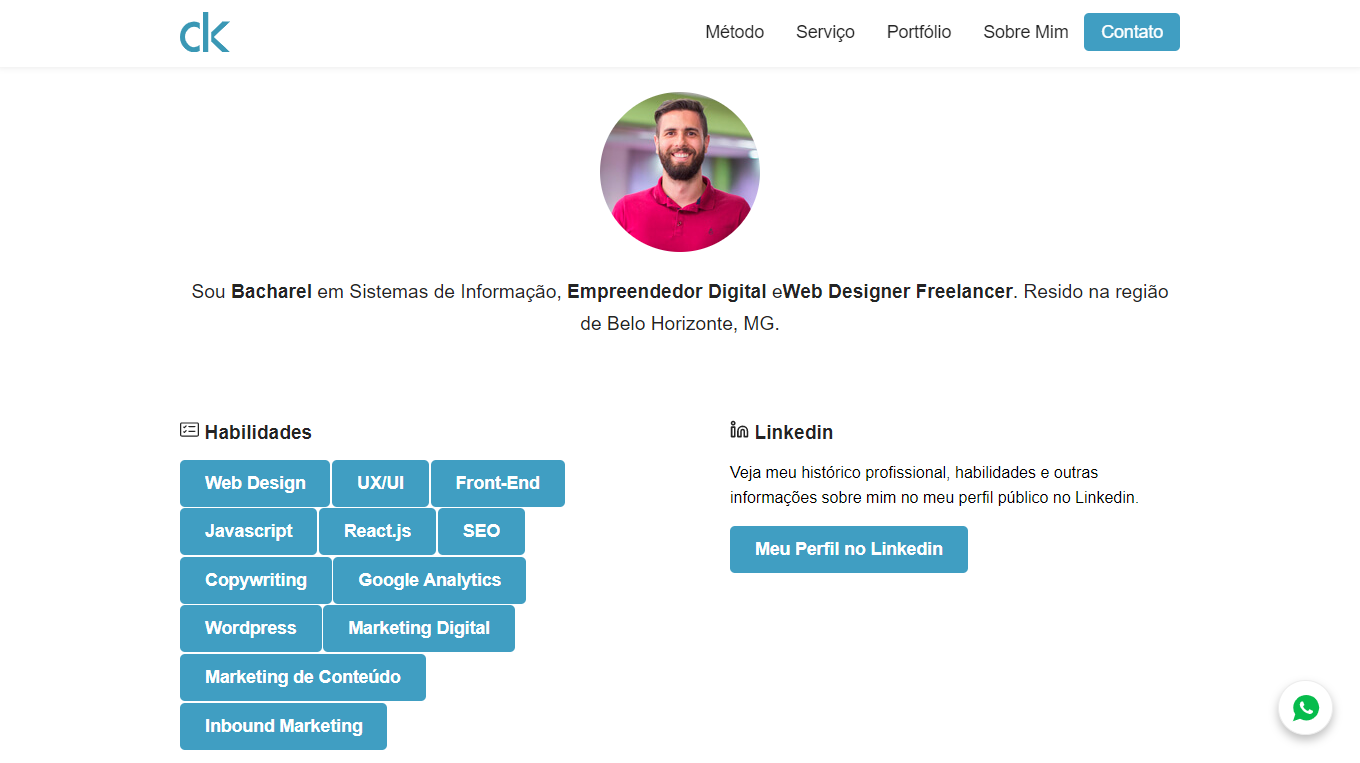 ck
Método Serviço Portfólio Sobre Mim Contato
Sou Bacharel em Sistemas de Informação, Empreendedor Digital eWeb Designer Freelancer. Resido na região
de Belo Horizonte, MG.
Habilidades
Web Design UX/UI Front-End
Javascript React.js SEO
Copywriting Google Analytics
Wordpress Marketing Digital
Marketing de Conteúdo
Inbound Marketing
in Linkedin
Veja meu histórico profissional, habilidades e outras
informações sobre mim no meu perfil público no Linkedin.
Meu Perfil no Linkedin